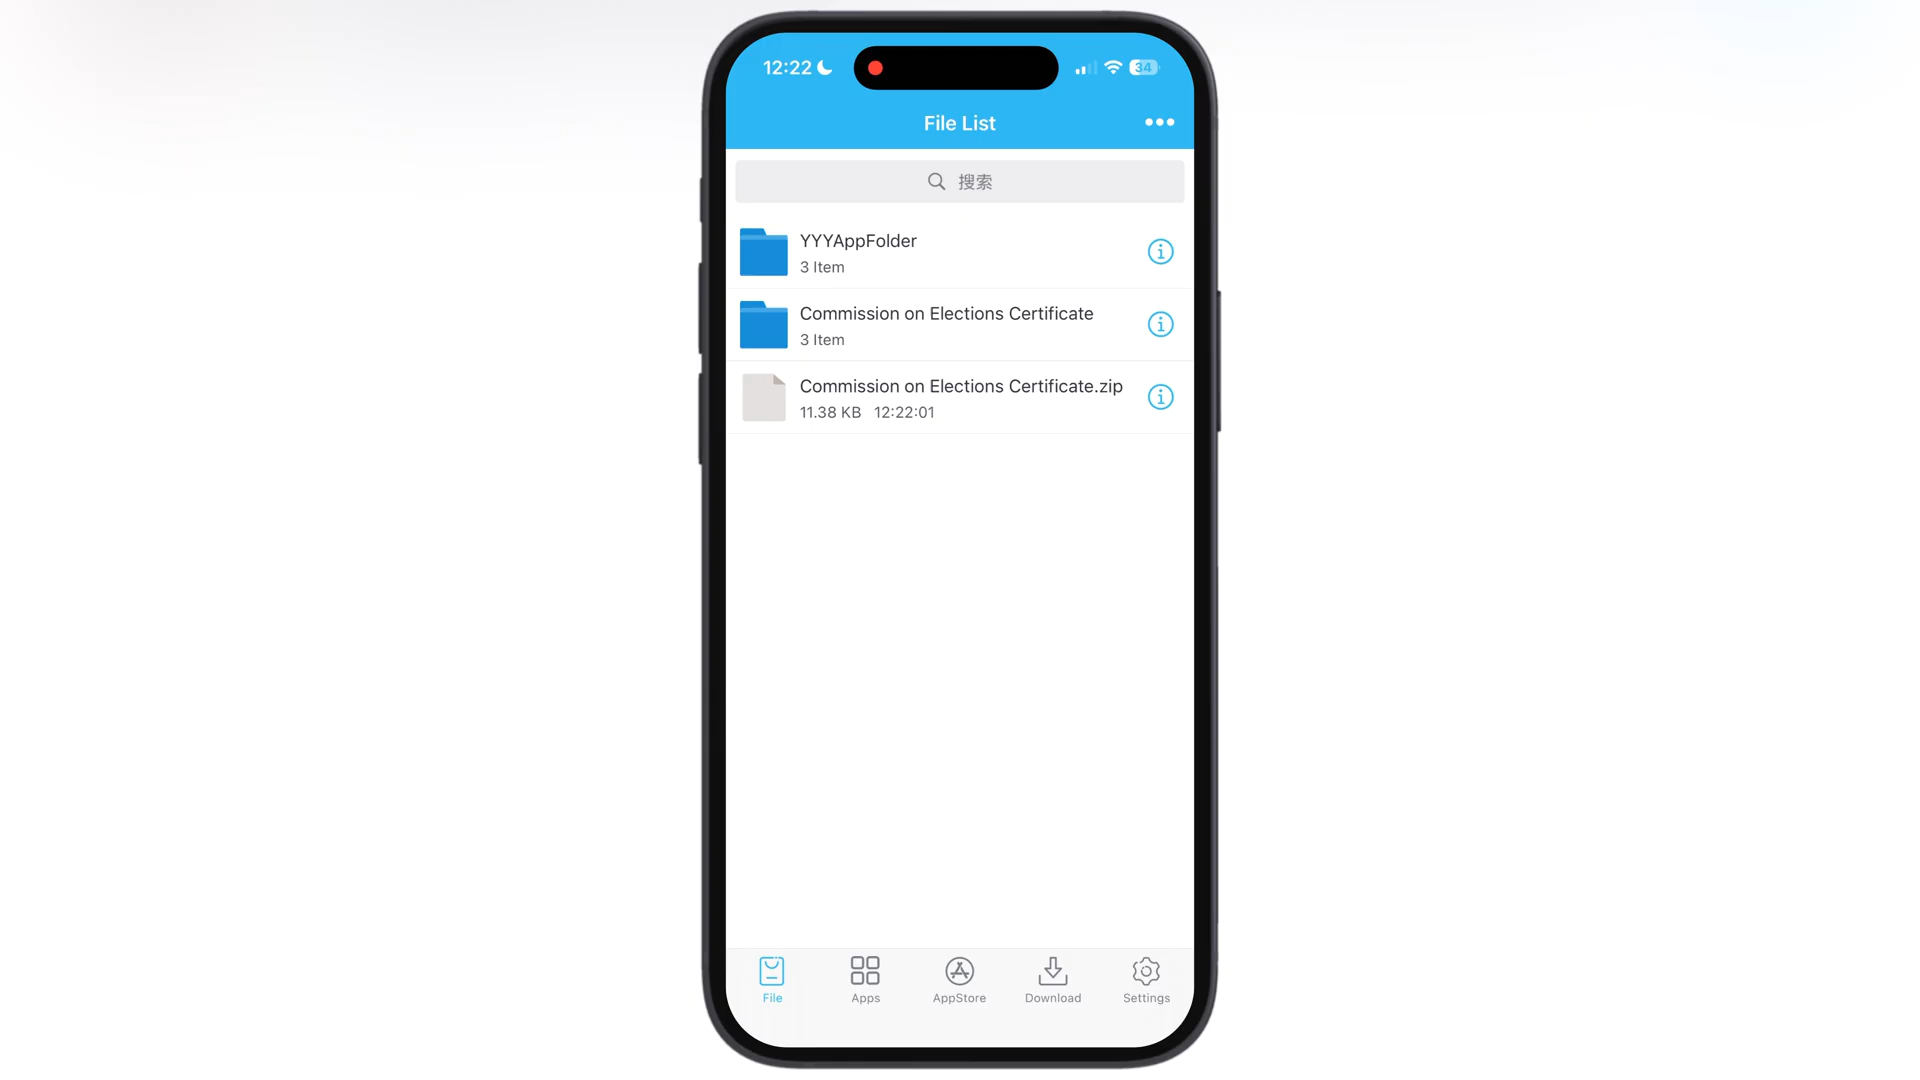 12:22
34
File List
搜索
YYYAppFolder
3 Item
Commission on Elections Certificate
3 Item
Commission on Elections Certificate.zip
11.38 KB 12:22:01
File
Apps
AppStore
Download
Settings